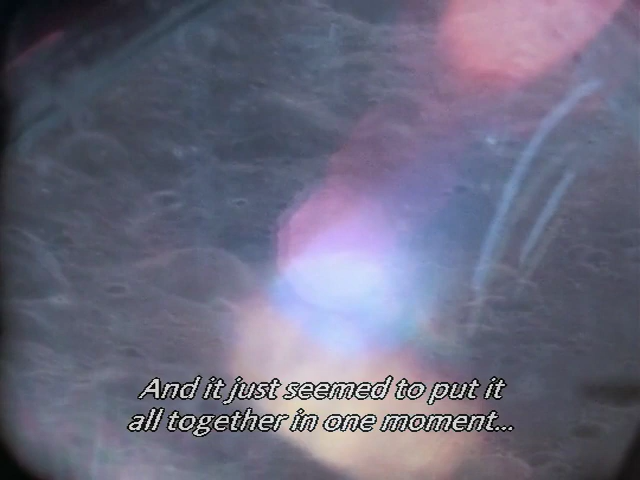 And it just seemed to put it
all together in one moment...